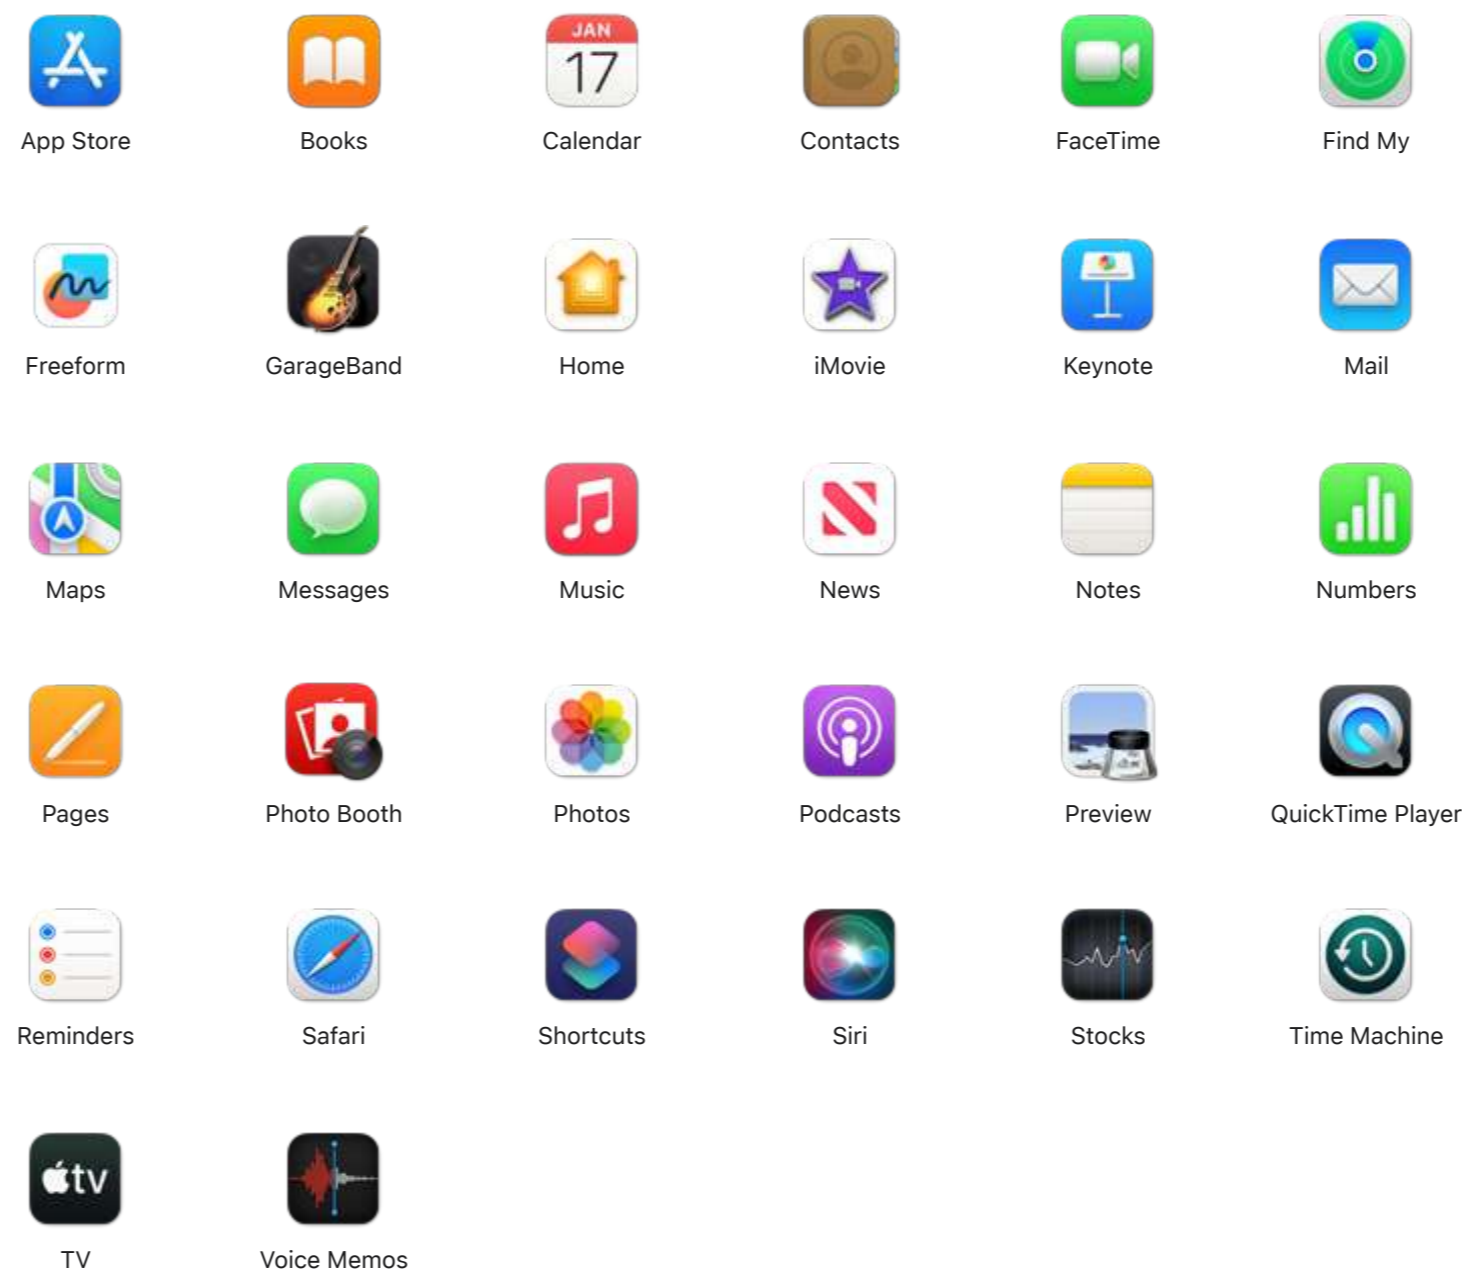 JAN
17
App Store
Books
Calendar
Contacts
FaceTime
Find My
Freeform
GarageBand
Home
iMovie
Keynote
Mail
Maps
Messages
Music
News
Notes
Numbers
Pages
Photo Booth
Photos
Podcasts
Preview
QuickTime Player
Reminders
Safari
Shortcuts
Siri
Stocks
Time Machine
tv
TV
Voice Memos